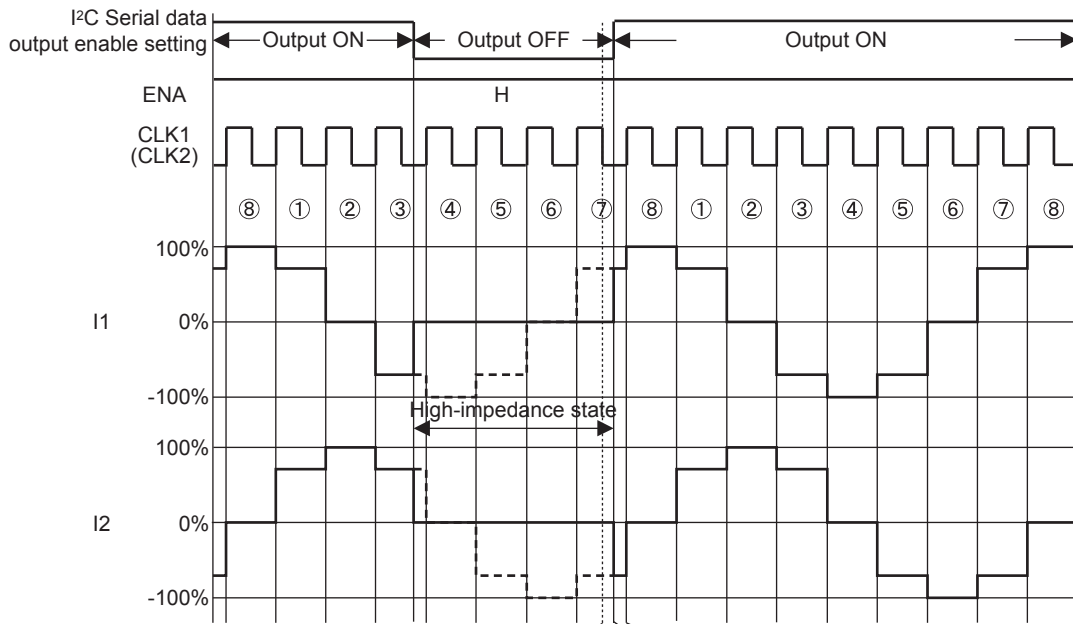 I²C Serial data
output enable setting
Output ON
Output OFF
Output ON
ENA
H
CLK1
(CLK2)
⑧ ① ② ③ ④ ⑤ ⑥ ⑦ ⑧ ① ② ③ ④ ⑤ ⑥ ⑦ ⑧
100%
I1
0%
-100%
High-impedance state
100%
I2
0%
-100%